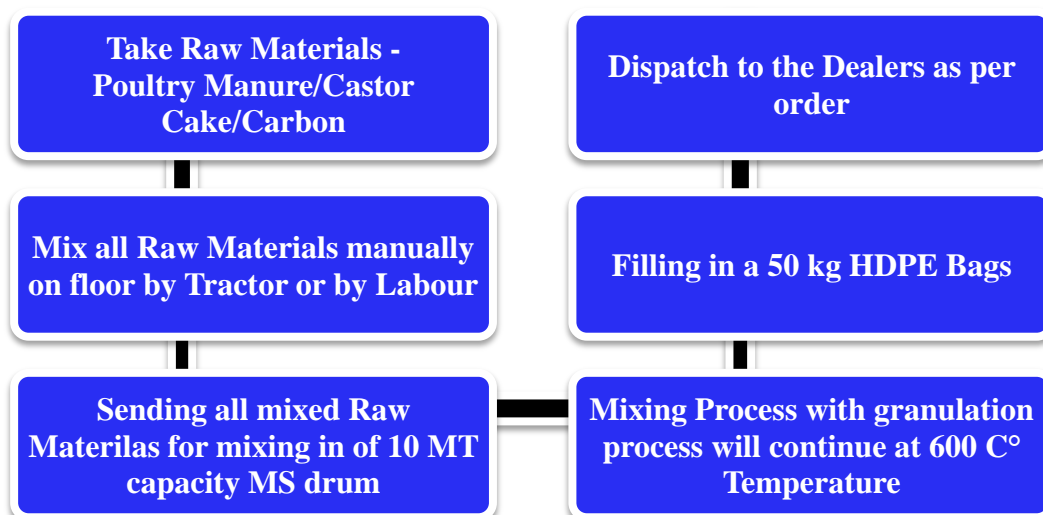 Take Raw Materials -
Poultry Manure/Castor
Cake/Carbon
Mix all Raw Materials manually
on floor by Tractor or by Labour
Sending all mixed Raw
Materilas for mixing in of 10 MT
capacity MS drum
Mixing Process with granulation
process will continue at 600 C°
Temperature
Filling in a 50 kg HDPE Bags
Dispatch to the Dealers as per
order